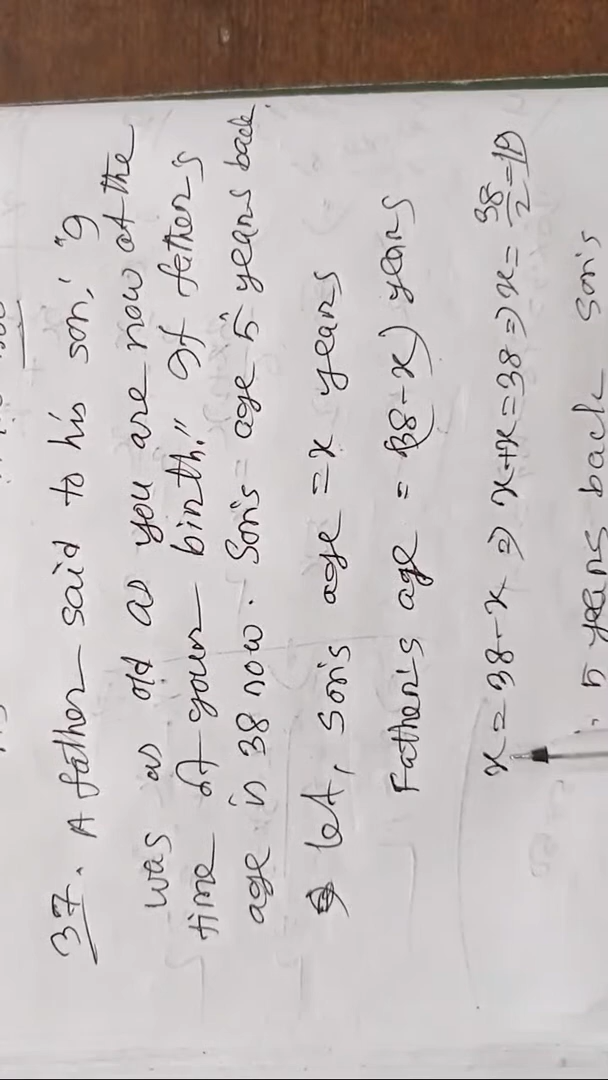 37. A father said to his son, "I
was as old as you are now at the
time of your birth." If father's
age is 38 now. Son's age 5 years back.
let, son's age = x years
Father's age = (38-x) years
x = 38-x ⇒ x+x=38 ⇒ x = 38/2 = 19
∴ 5 years back son's